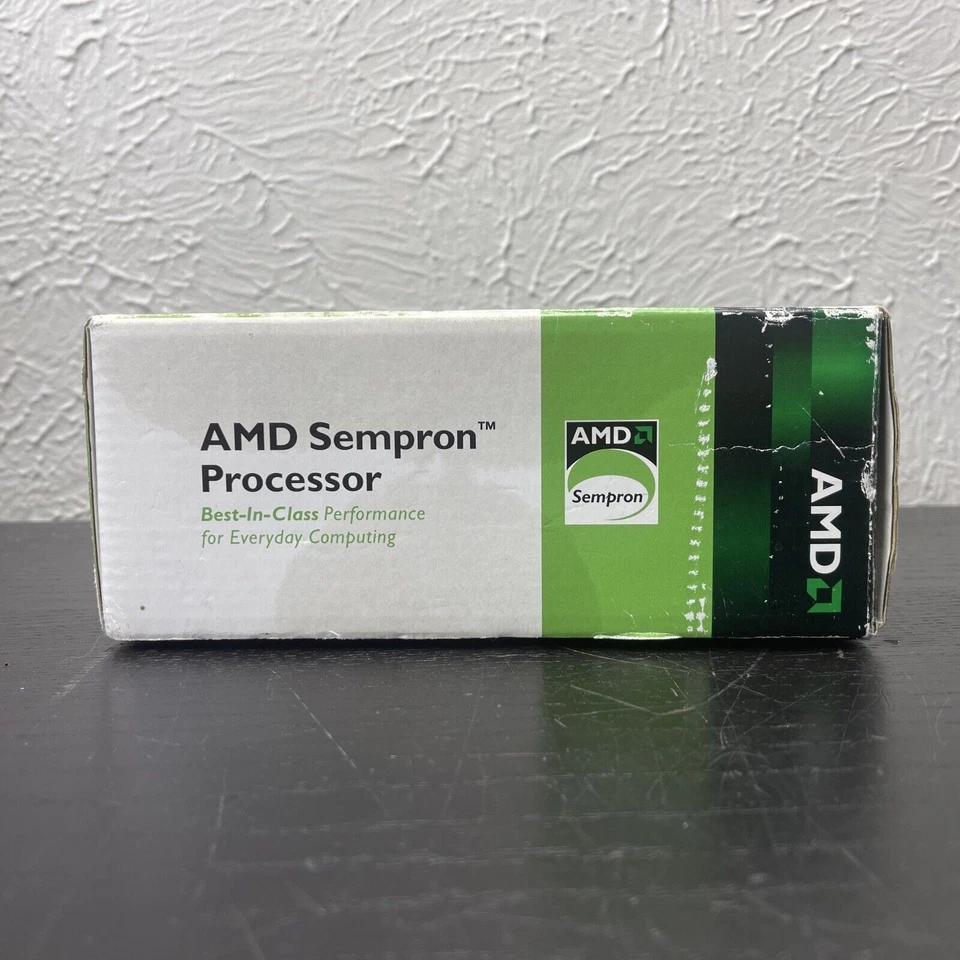 AMD Sempron™
Processor
Best-In-Class Performance
for Everyday Computing
AMD
Sempron
AMD